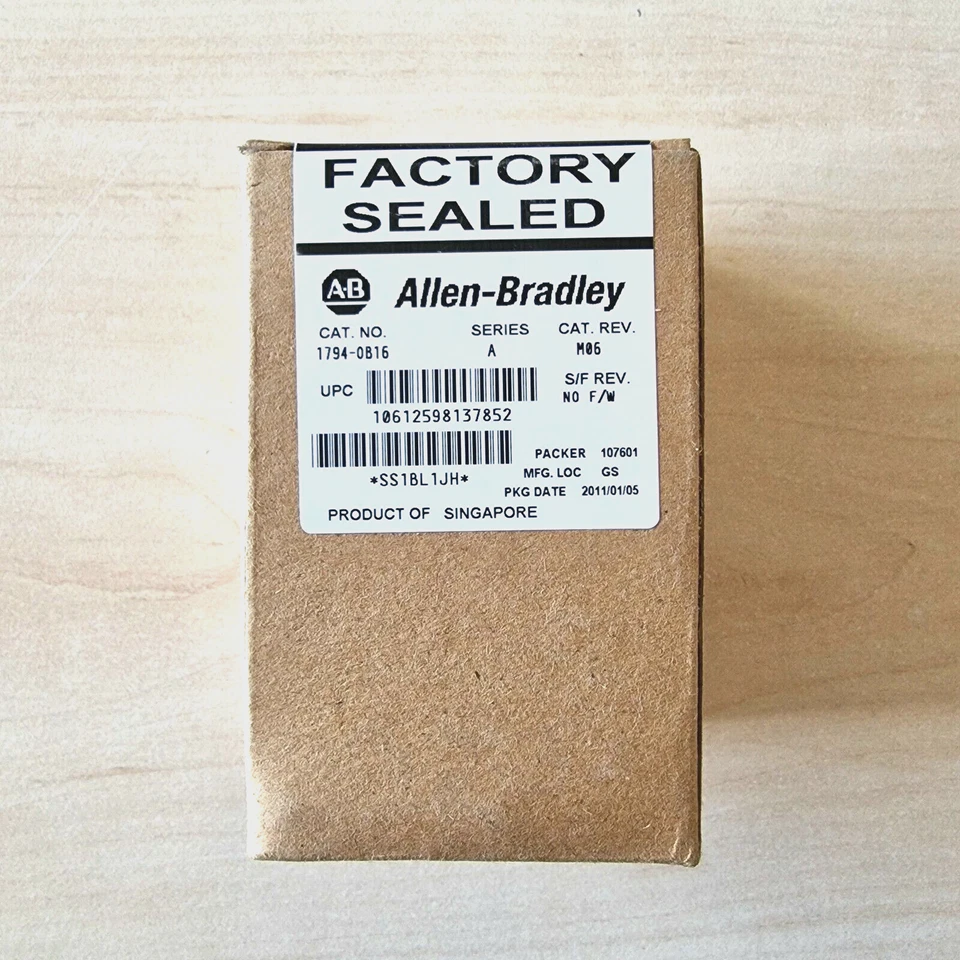 FACTORY
SEALED
A-B Allen-Bradley
CAT. NO. SERIES CAT. REV.
1794-OB16 A M06
UPC S/F REV.
NO F/W
10612598137852
PACKER 107601
MFG. LOC GS
*SS1BL1JH*
PKG DATE 2011/01/05
PRODUCT OF SINGAPORE